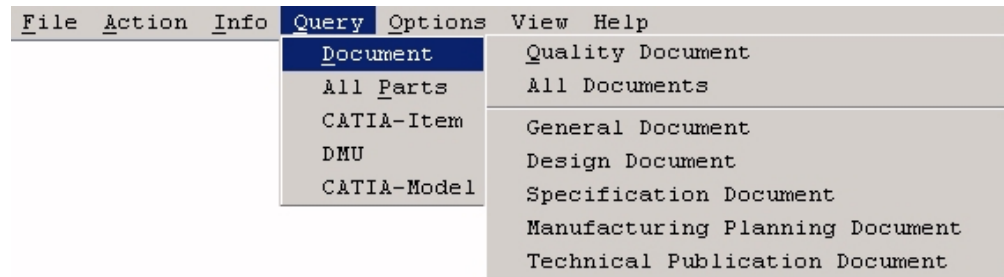 File Action Info Query Options View Help
Document
All Parts
CATIA-Item
DMU
CATIA-Model
Quality Document
All Documents
General Document
Design Document
Specification Document
Manufacturing Planning Document
Technical Publication Document